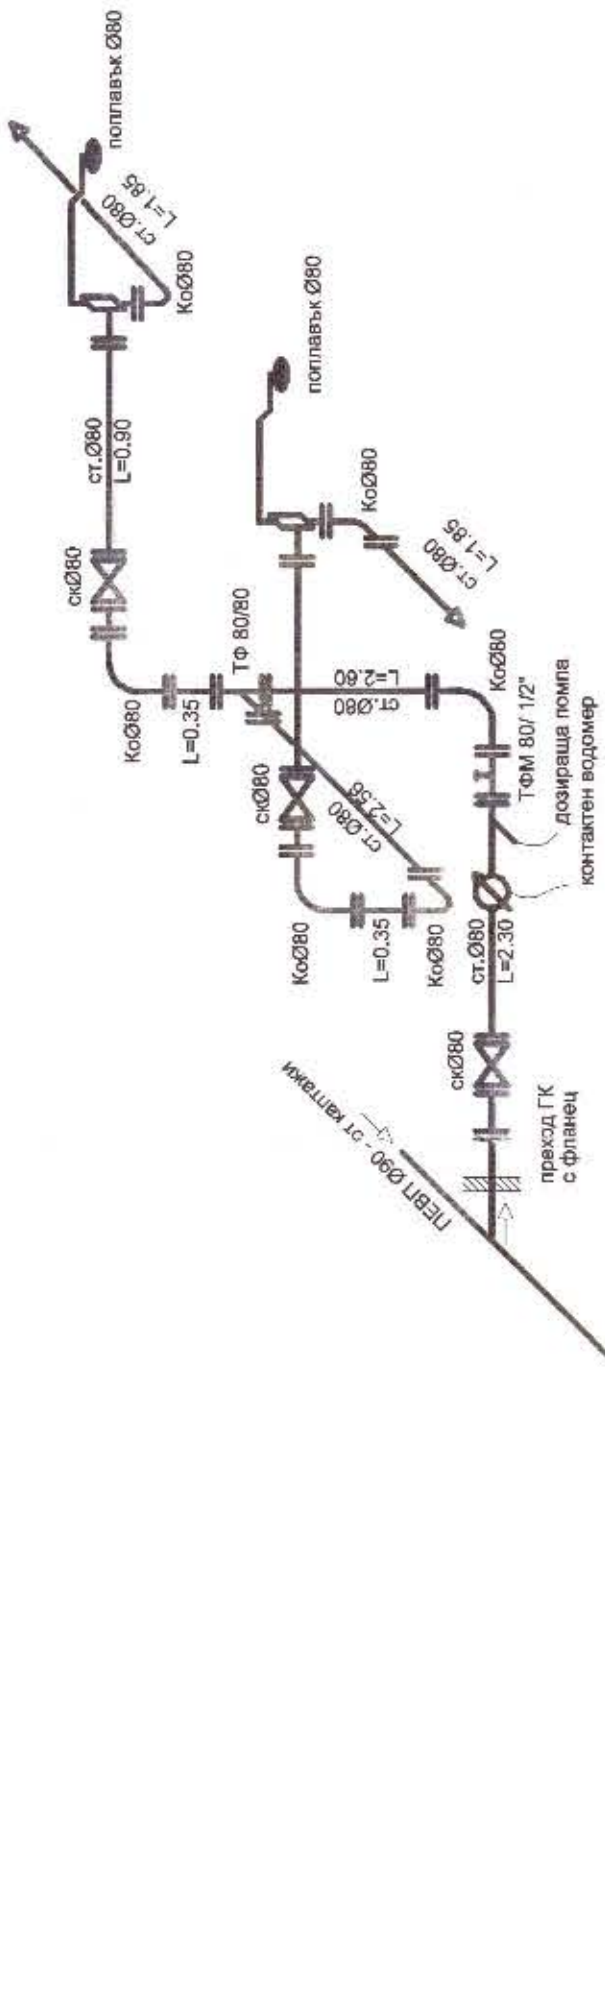 поплавък Ø80
ст.Ø80
L=1.85
КоØ80
ст.Ø80
L=0.90
скØ80
КоØ80
L=0.35
ТФ 80/80
поплавък Ø80
КоØ80
ст.Ø80
L=1.85
скØ80
КоØ80
L=0.35
КоØ80
ст.Ø80
ст.Ø80
L=2.60
КоØ80
ТФМ 80/ 1/2"
дозираща помпа
контактен водомер
ст.Ø80
L=2.30
скØ80
преход ГК
с фланец
ПЕВП Ø90 - от каптажи